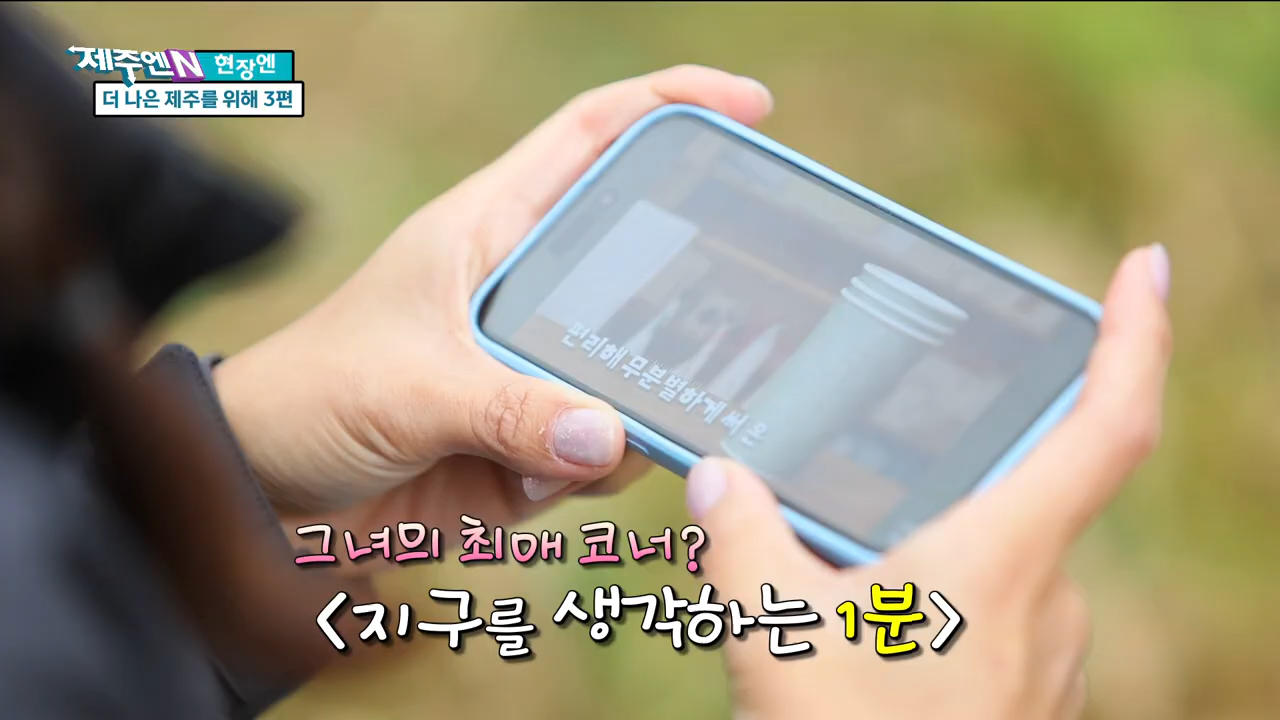 제주엔N 현장엔
더 나은 제주를 위해 3편
편리해 무분별하게 써 온
그녀의 최애 코너?
<지구를 생각하는 1분>